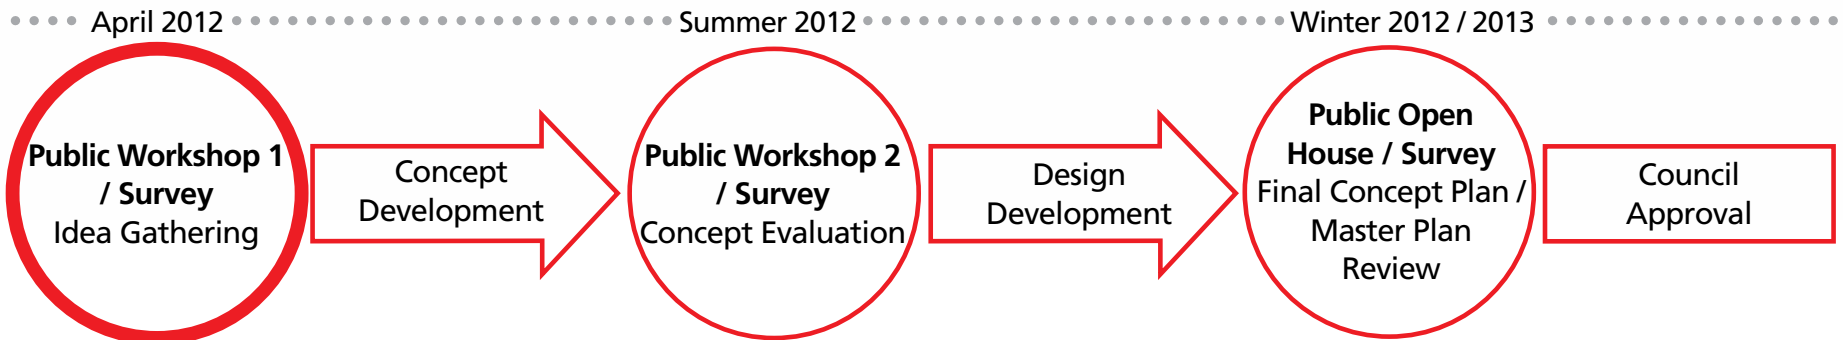 April 2012
Summer 2012
Winter 2012 / 2013
Public Workshop 1
/ Survey
Idea Gathering
Concept
Development
Public Workshop 2
/ Survey
Concept Evaluation
Design
Development
Public Open
House / Survey
Final Concept Plan /
Master Plan
Review
Council
Approval